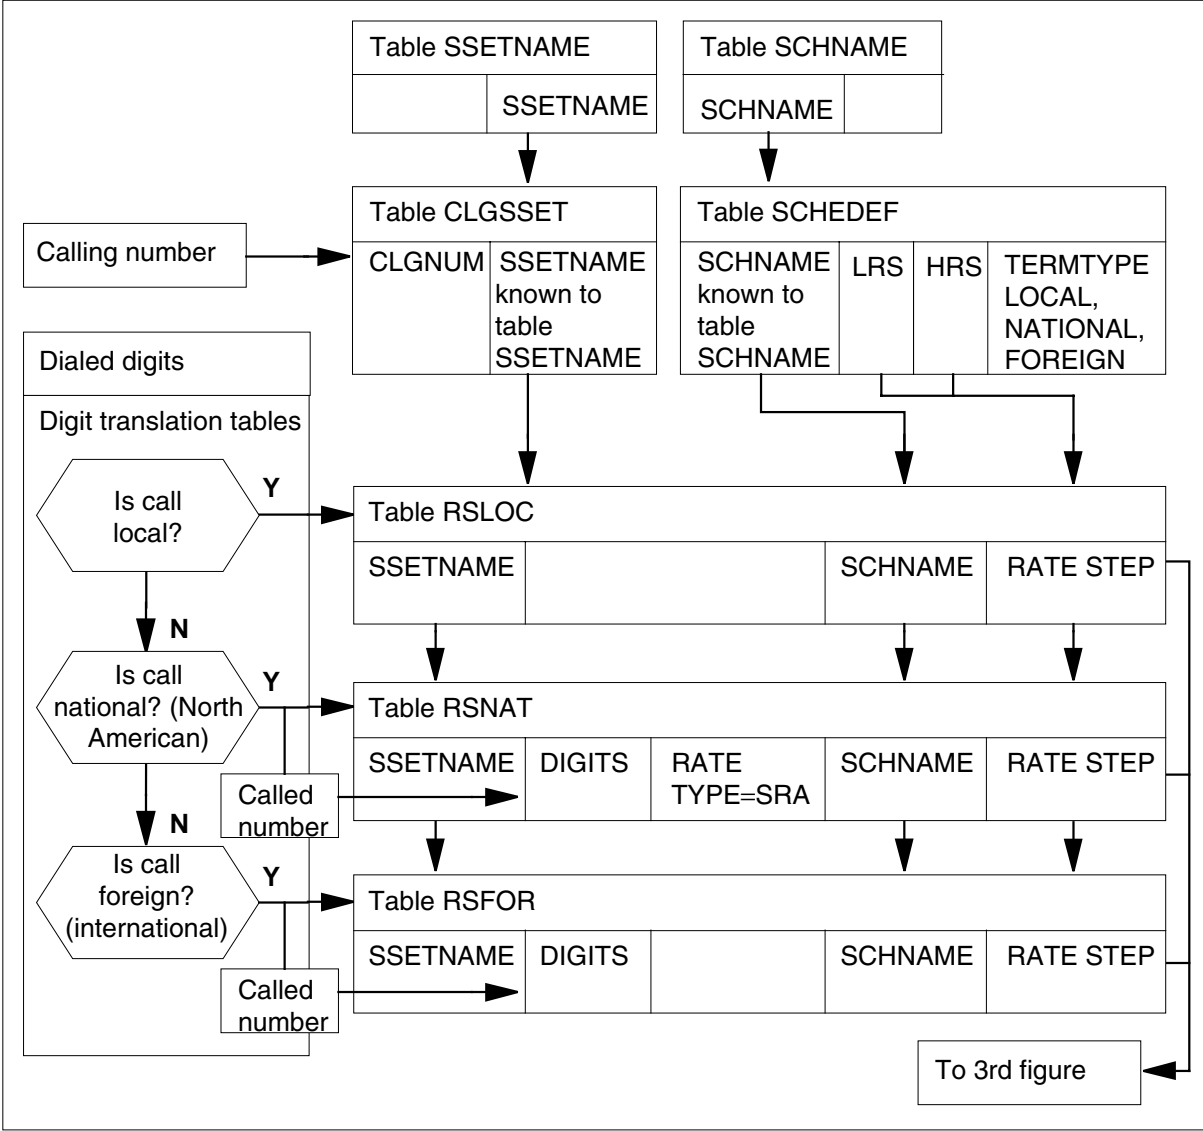 Table SSETNAME
SSETNAME
Table SCHNAME
SCHNAME
Calling number
Table CLGSSET
CLGNUM
SSETNAME
known to
table
SSETNAME
Table SCHEDEF
SCHNAME
known to
table
SCHNAME
LRS
HRS
TERMTYPE
LOCAL,
NATIONAL,
FOREIGN
Dialed digits
Digit translation tables
Is call
local?
Y
N
Table RSLOC
SSETNAME
SCHNAME
RATE STEP
Is call
national? (North
American)
Y
N
Called
number
Table RSNAT
SSETNAME
DIGITS
RATE
TYPE=SRA
SCHNAME
RATE STEP
Is call
foreign?
(international)
Y
Called
number
Table RSFOR
SSETNAME
DIGITS
SCHNAME
RATE STEP
To 3rd figure